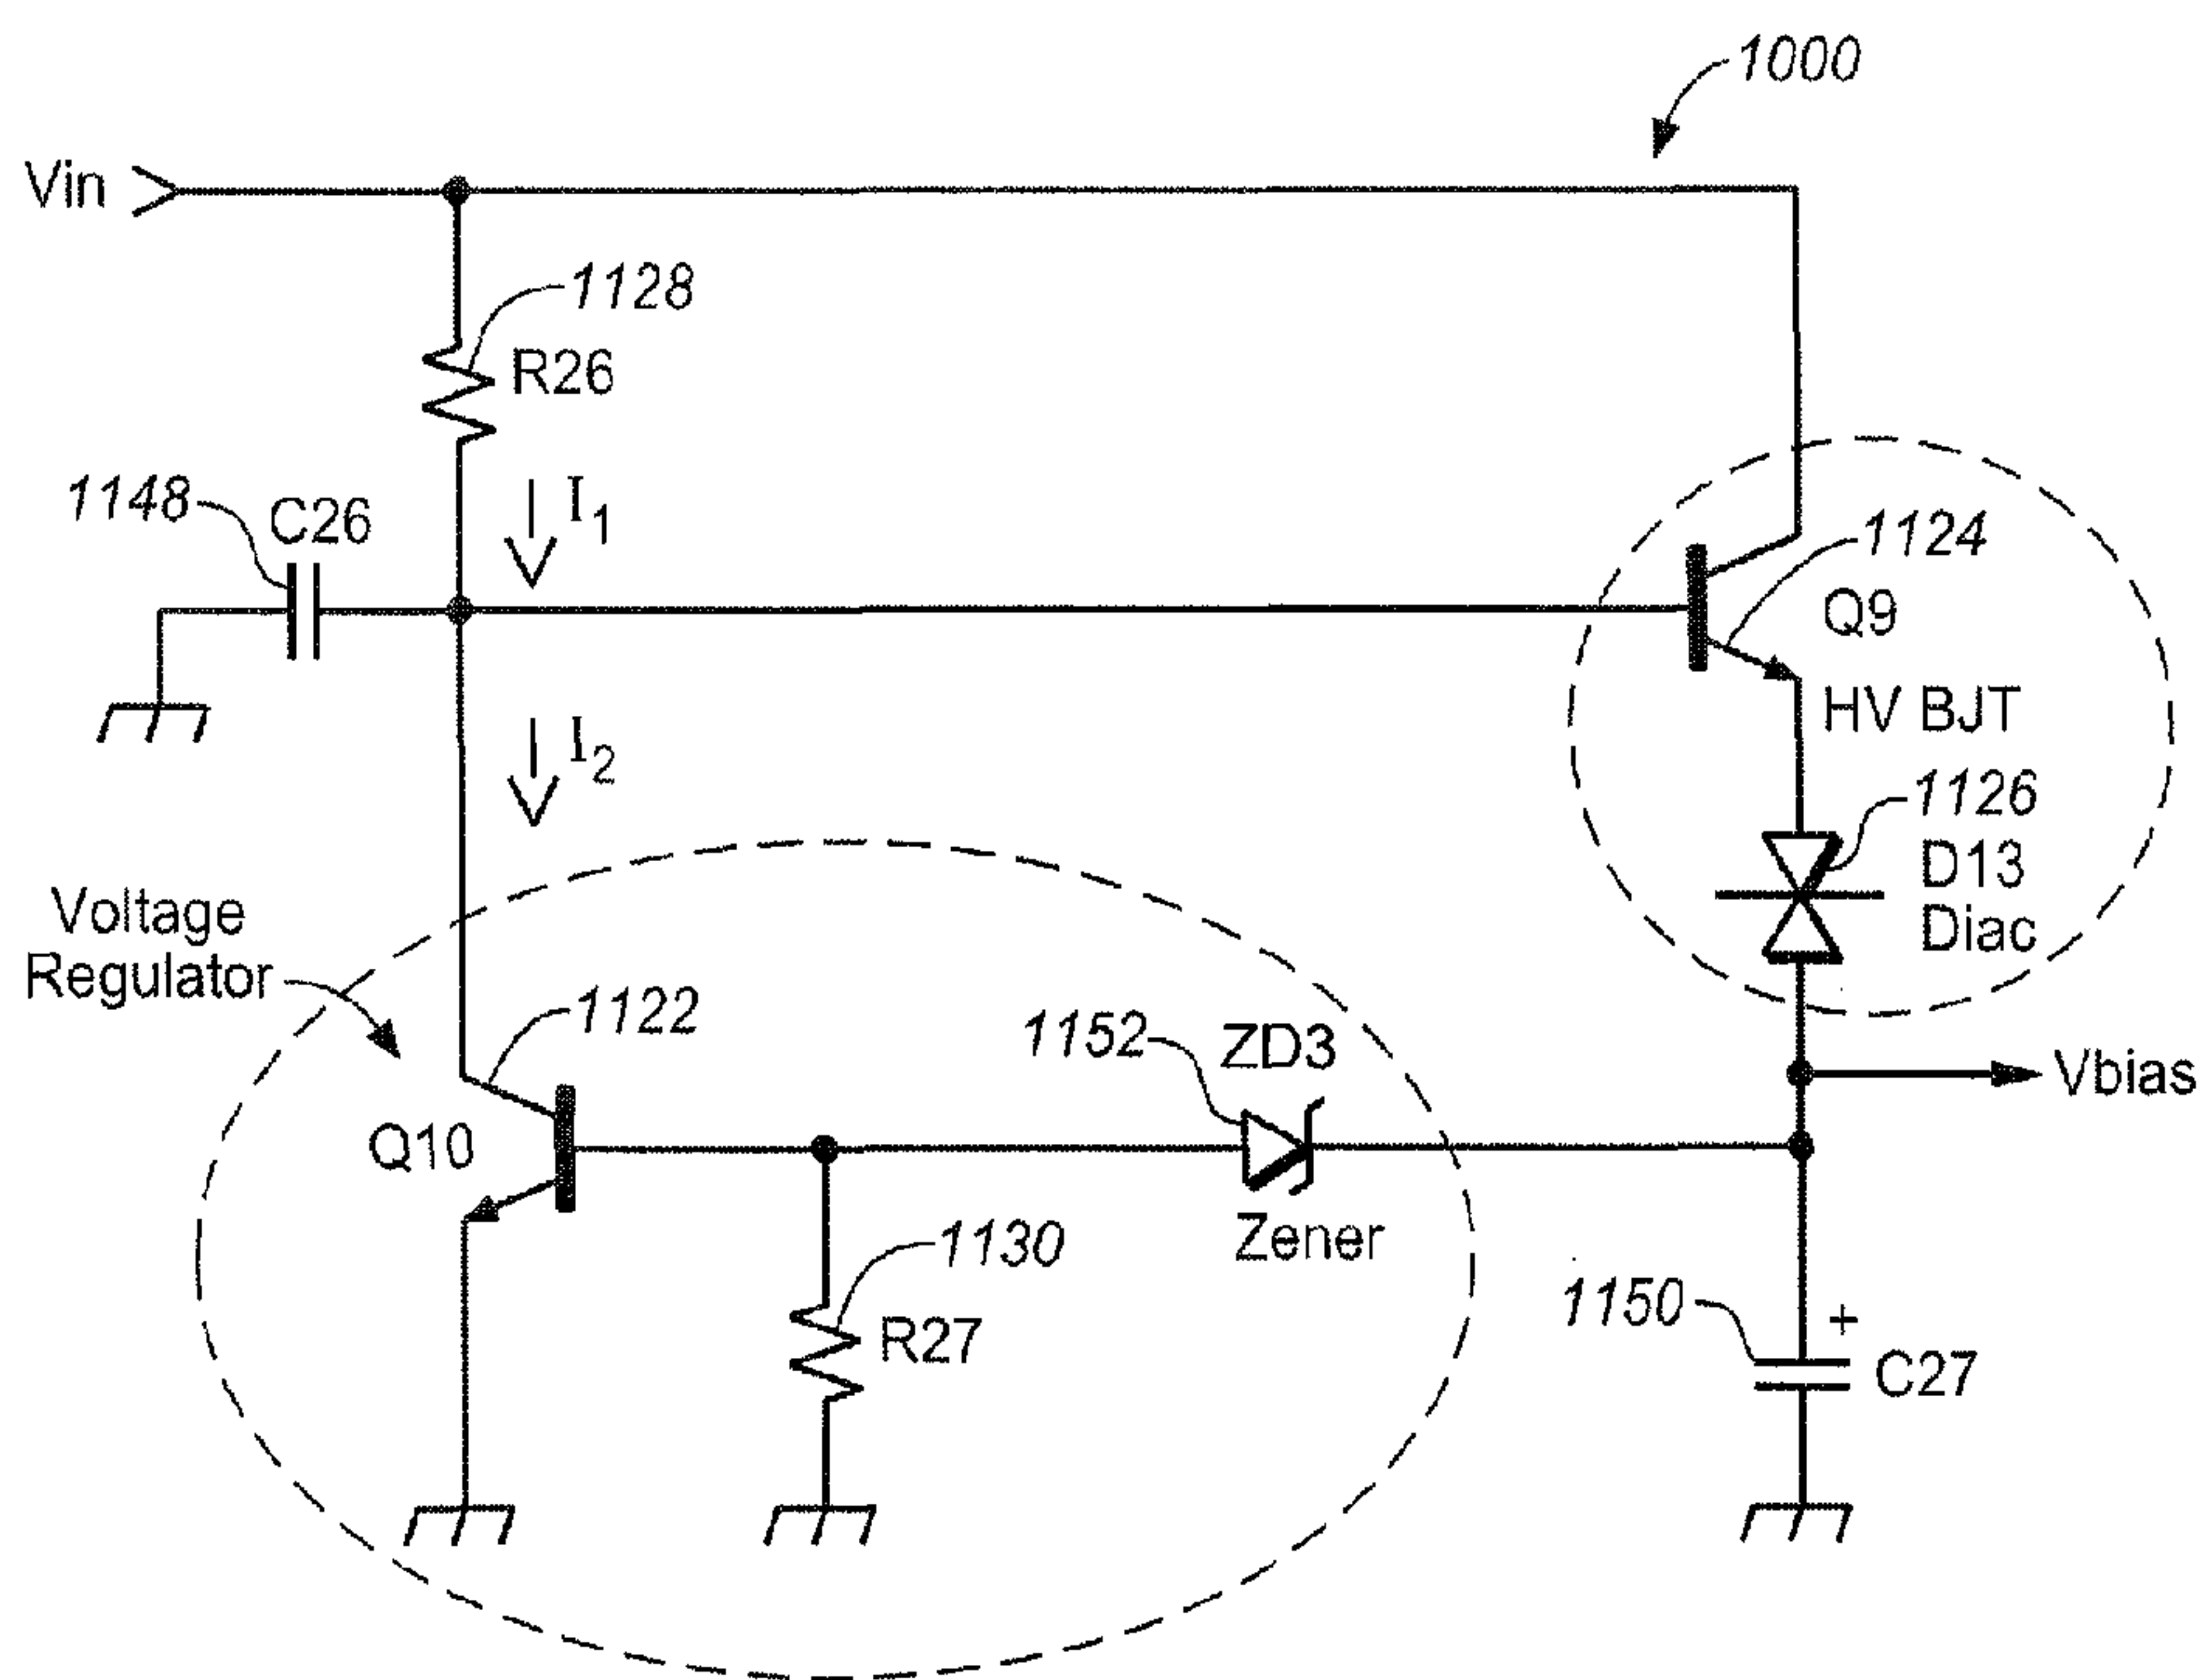 1000
Vin
1128
R26
1148
C26
I1
1124
Q9
HV BJT
I2
1126
D13
Diac
Voltage
Regulator
1122
1152
ZD3
Vbias
Q10
Zener
1130
R27
1150
+
C27